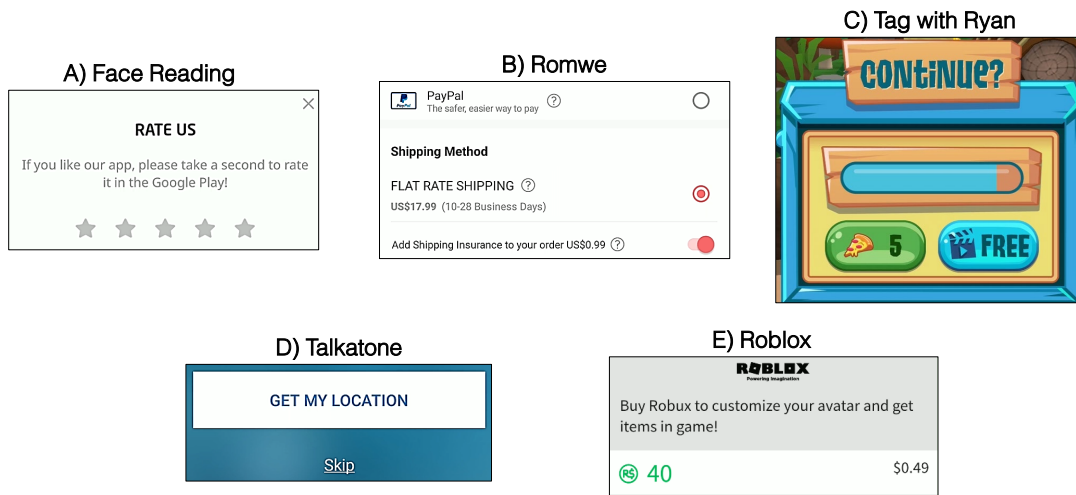 A) Face Reading
RATE US
If you like our app, please take a second to rate
it in the Google Play!
B) Romwe
PayPal
PayPal
The safer, easier way to pay
?
Shipping Method
FLAT RATE SHIPPING ?
US$17.99 (10-28 Business Days)
Add Shipping Insurance to your order US$0.99 ?
C) Tag with Ryan
CONTiNUE?
5
FREE
D) Talkatone
GET MY LOCATION
Skip
E) Roblox
ROBLOX
Powering Imagination
Buy Robux to customize your avatar and get
items in game!
R$ 40
$0.49